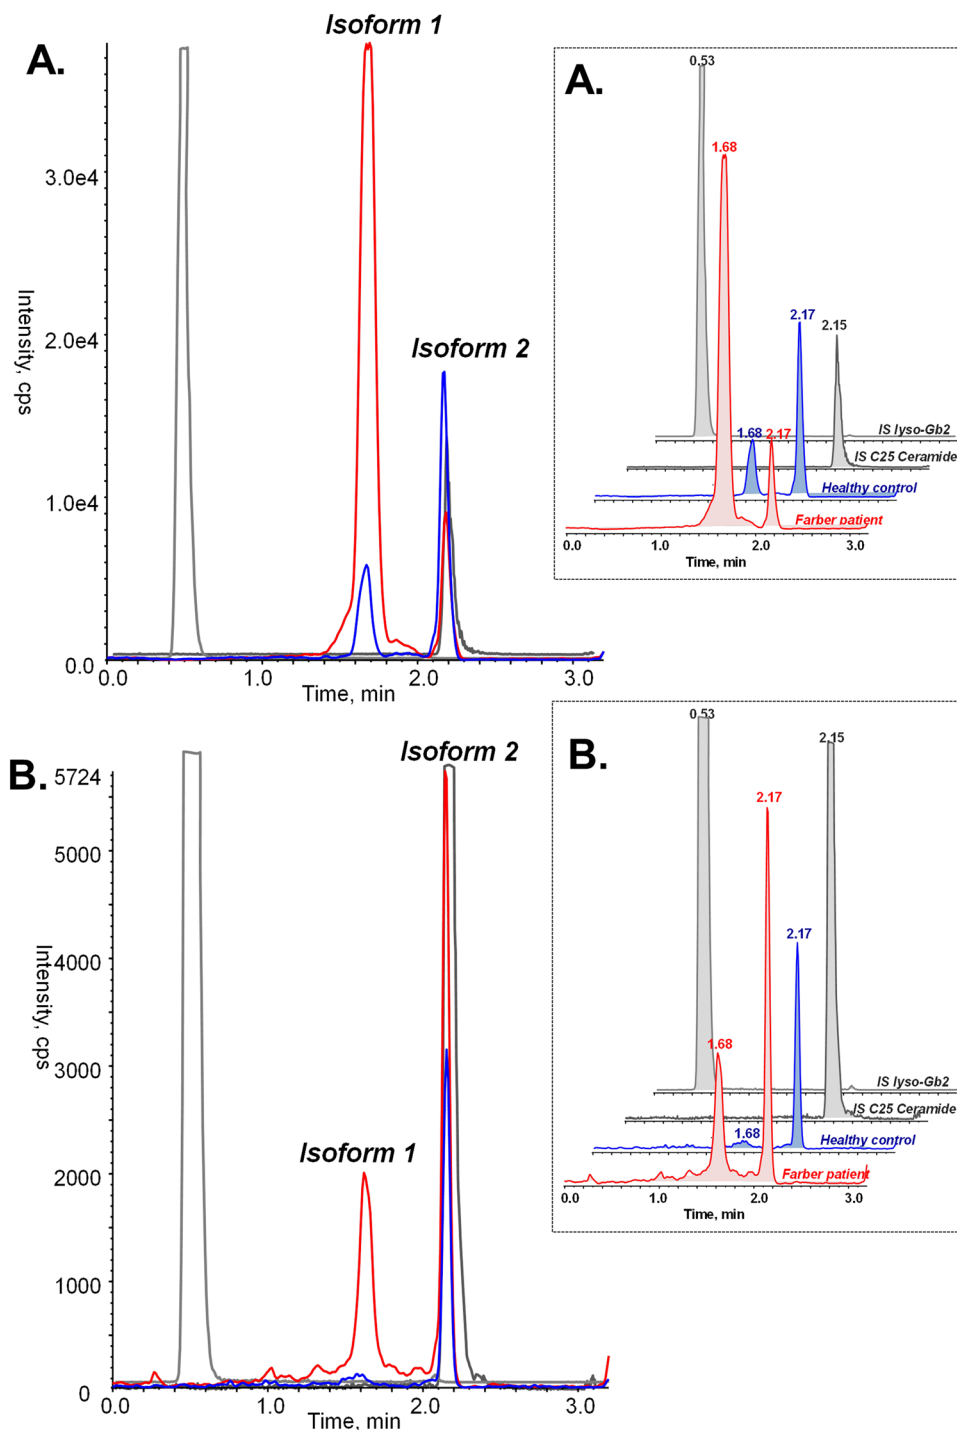 A.
Isoform 1
Isoform 2
Intensity, cps
3.0e4
2.0e4
1.0e4
0.0
0.0
1.0
2.0
3.0
Time, min
A.
0.53
1.68
2.17
2.15
1.68
2.17
IS lyso-Gb2
IS C25 Ceramide
Healthy control
Farber patient
0.0
1.0
2.0
3.0
Time, min
B.
Isoform 2
Isoform 1
Intensity, cps
5724
5000
4000
3000
2000
1000
0
0.0
1.0
2.0
3.0
Time, min
B.
0.53
2.15
2.17
2.17
1.68
1.68
IS lyso-Gb2
IS C25 Ceramide
Healthy control
Farber patient
0.0
1.0
2.0
3.0
Time, min